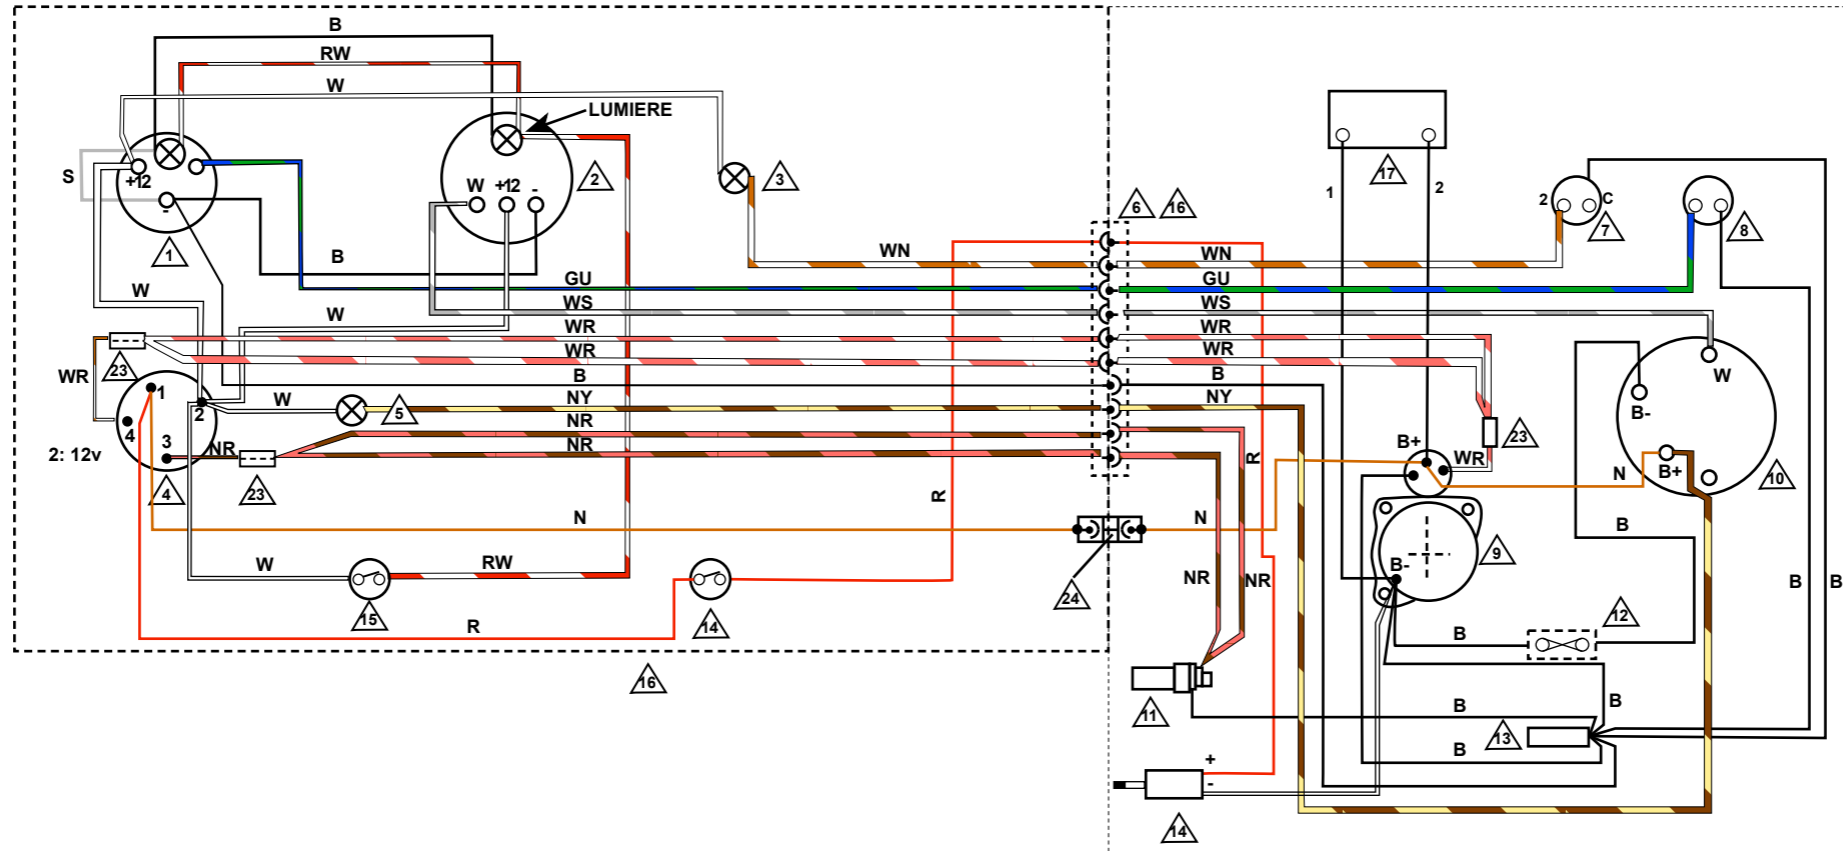 B
RW
W
LUMIERE
S
+12
-
1
W +12 -
2
3
6 16
17
1
2
2 C
7
8
B
WN
WN
GU
GU
W
WS
WS
W
WR
WR
WR
WR
B
B
WR
23
W
B-
1
2
3
4
W
5
NY
NY
NR
NR
NR
2: 12v
4
23
B+
WR
23
B+
N
10
R
R
N
N
B
24
B-
9
W
15
RW
14
R
NR
NR
B
B
12
B
16
11
B
B
13
B
+
-
14